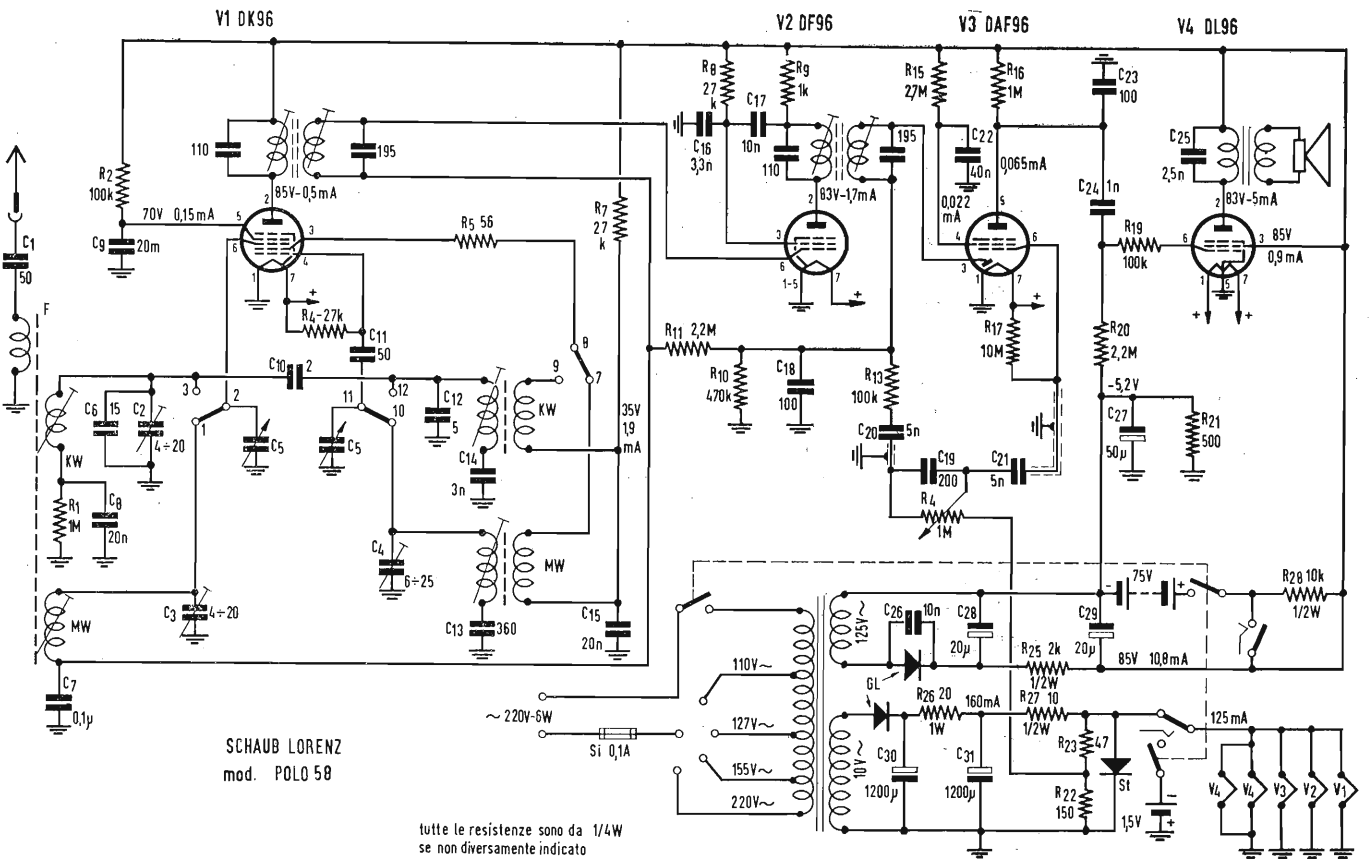 V1 DK96
V2 DF96
V3 DAF96
V4 DL96
R2
100k
110
195
85V-0,5mA
70V 0,15mA
C9
20m
R5 56
R4-27k
C11
50
R7
27
k
R8
27
k
R9
1k
C16
3,3n
C17
10n
110
195
83V-1,7mA
R15
2,7M
R16
1M
C22
40n
0,065mA
0,022
mA
C23
100
C24 1n
R19
100k
C25
2,5n
83V-5mA
85V
0,9mA
C1
50
F
C6
15
C2
4÷20
KW
R1
1M
C8
20n
C10
2
C5
C5
C12
5
KW
C14
3n
35V
1,9
mA
R11 2,2M
R10
470k
C18
100
R13
100k
C20
5n
C19
200
C21
5n
R17
10M
R4
1M
R20
2,2M
-5,2V
C27
50µ
R21
500
MW
C3
4÷20
C4
6÷25
MW
C13
360
C15
20n
C7
0,1µ
125V~
C26
10n
C28
20µ
C29
20µ
75V
R28 10k
1/2W
R25 2k
1/2W
85V 10,8mA
GL
110V~
127V~
155V~
220V~
~ 220V-6W
Si 0,1A
10V~
R26 20
1W
160mA
R27 10
1/2W
125mA
R23
47
St
C30
1200µ
C31
1200µ
R22
150
1,5V
V4
V4
V3
V2
V1
SCHAUB LORENZ
mod. POLO 58
tutte le resistenze sono da 1/4W
se non diversamente indicato